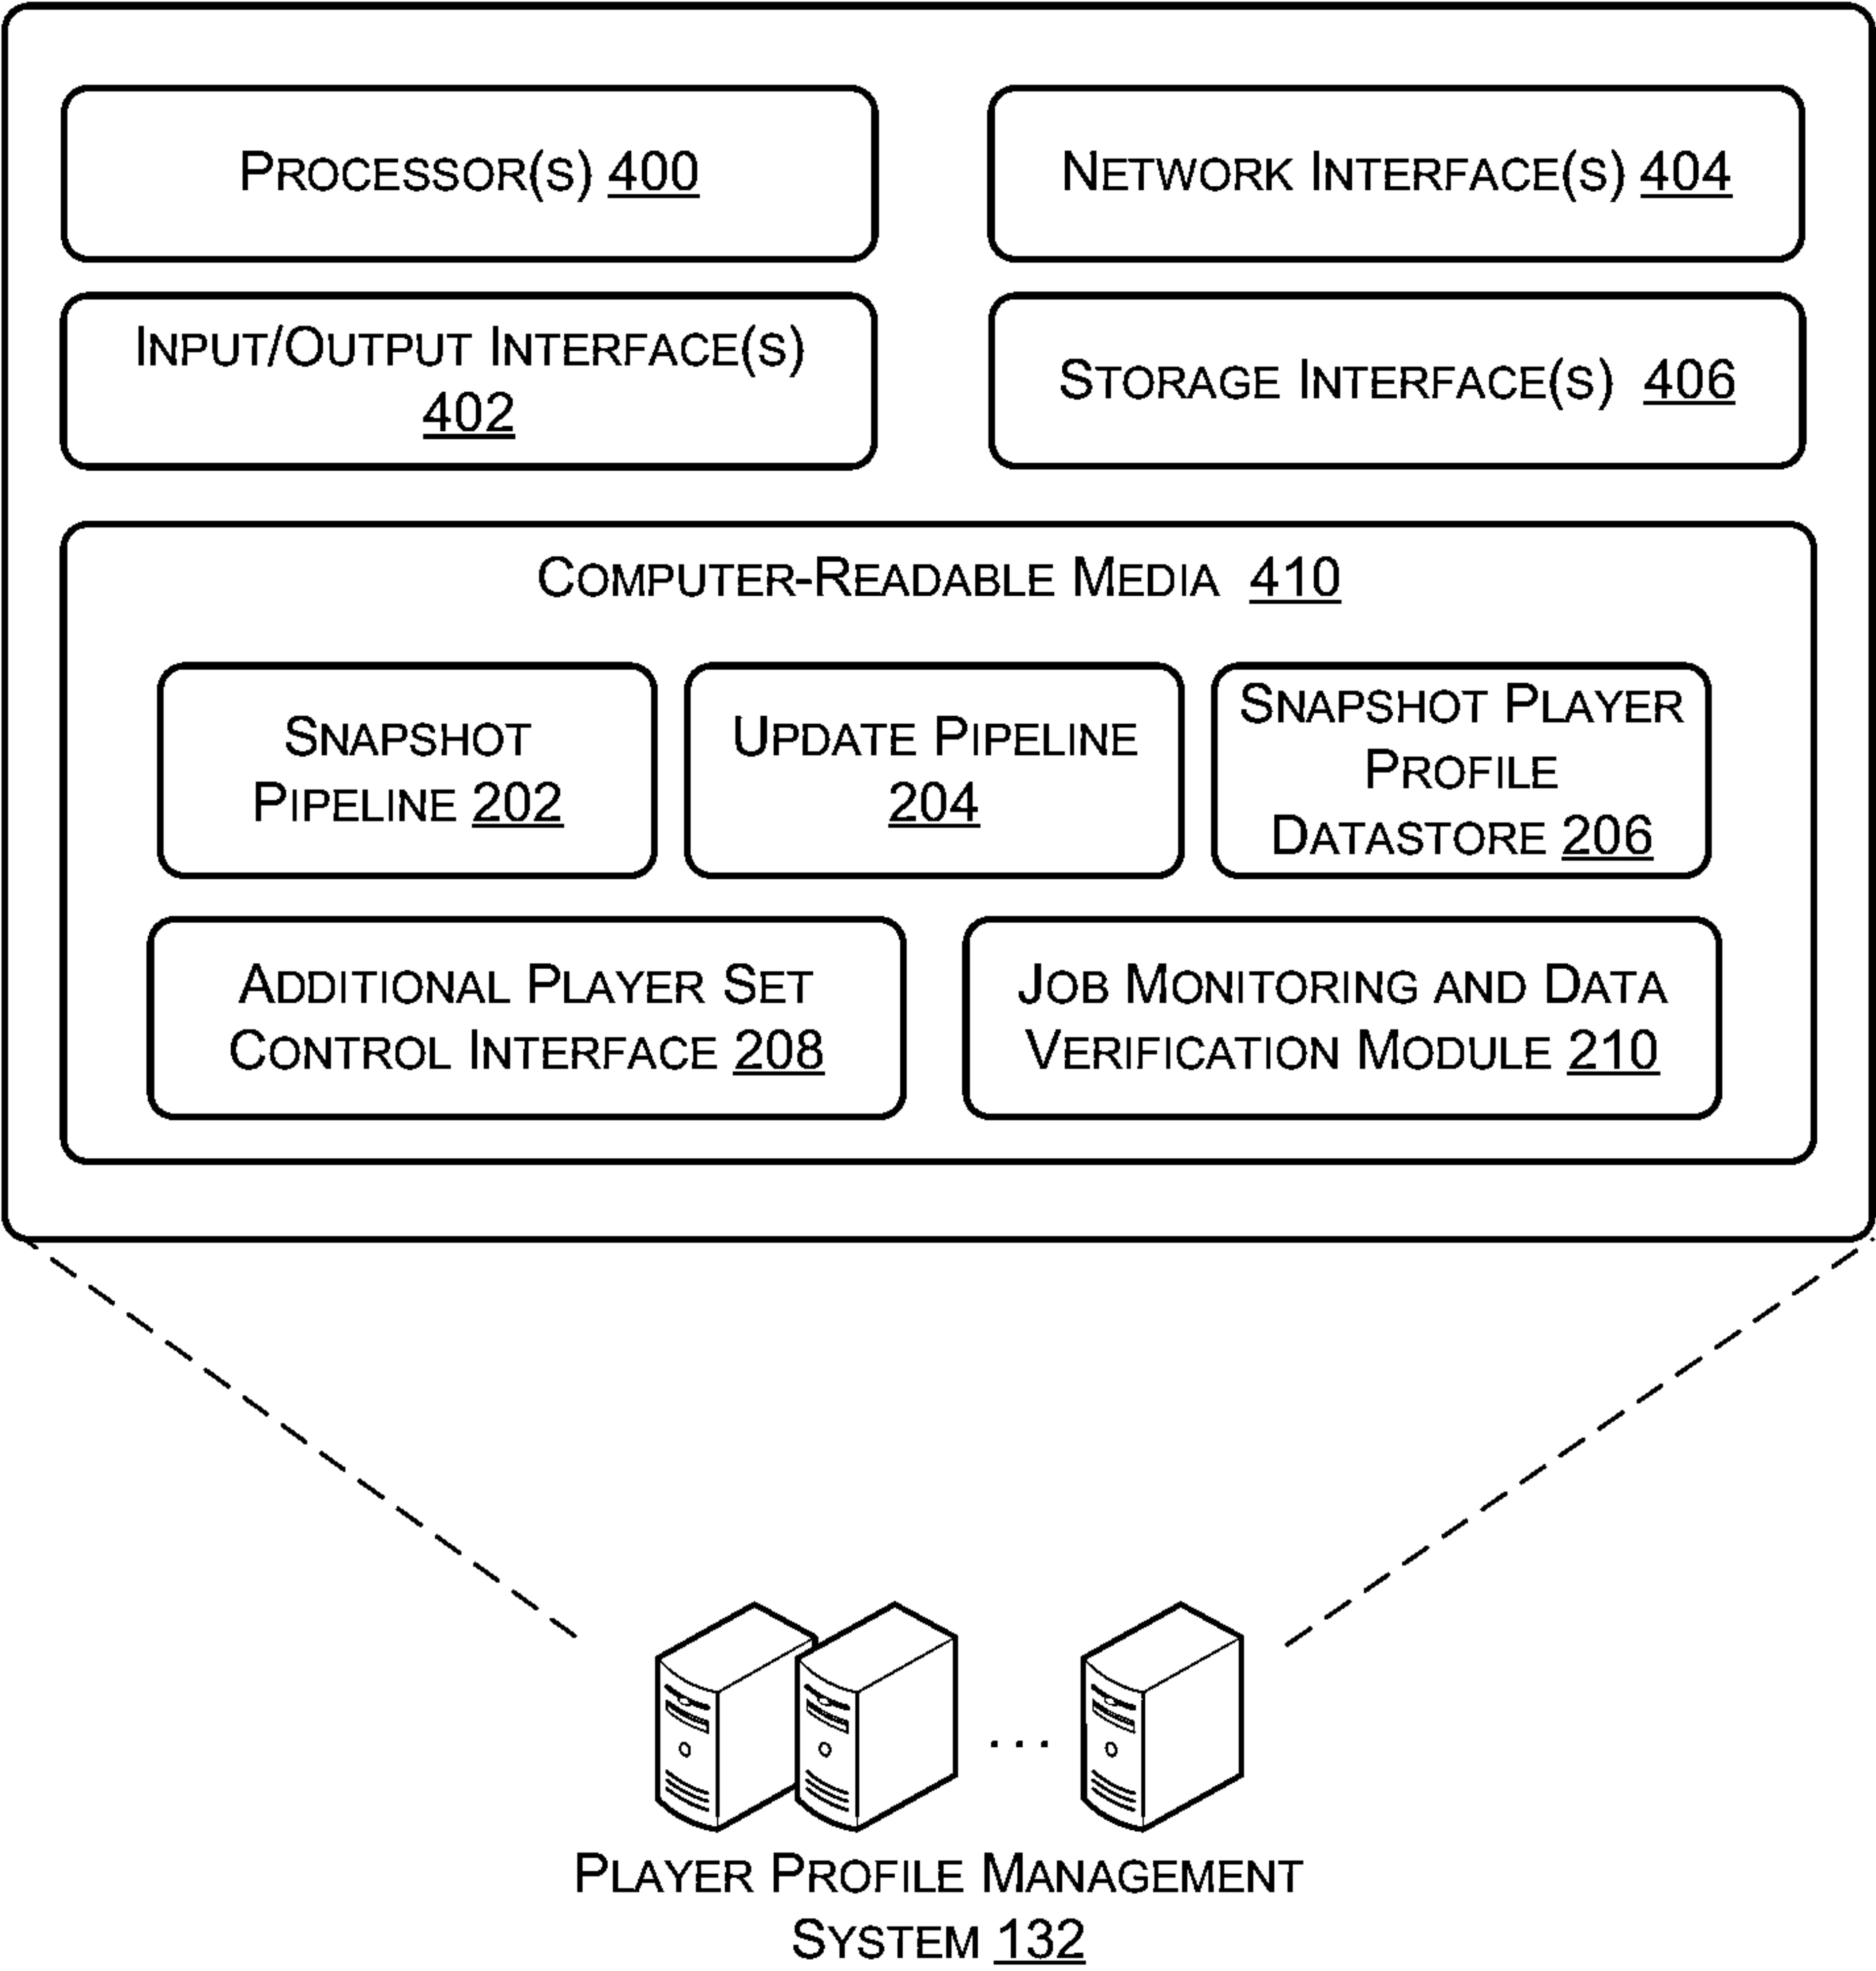 PROCESSOR(S) 400
NETWORK INTERFACE(S) 404
INPUT/OUTPUT INTERFACE(S)
402
STORAGE INTERFACE(S) 406
COMPUTER-READABLE MEDIA 410
SNAPSHOT
PIPELINE 202
UPDATE PIPELINE
204
SNAPSHOT PLAYER
PROFILE
DATASTORE 206
ADDITIONAL PLAYER SET
CONTROL INTERFACE 208
JOB MONITORING AND DATA
VERIFICATION MODULE 210
...
PLAYER PROFILE MANAGEMENT
SYSTEM 132